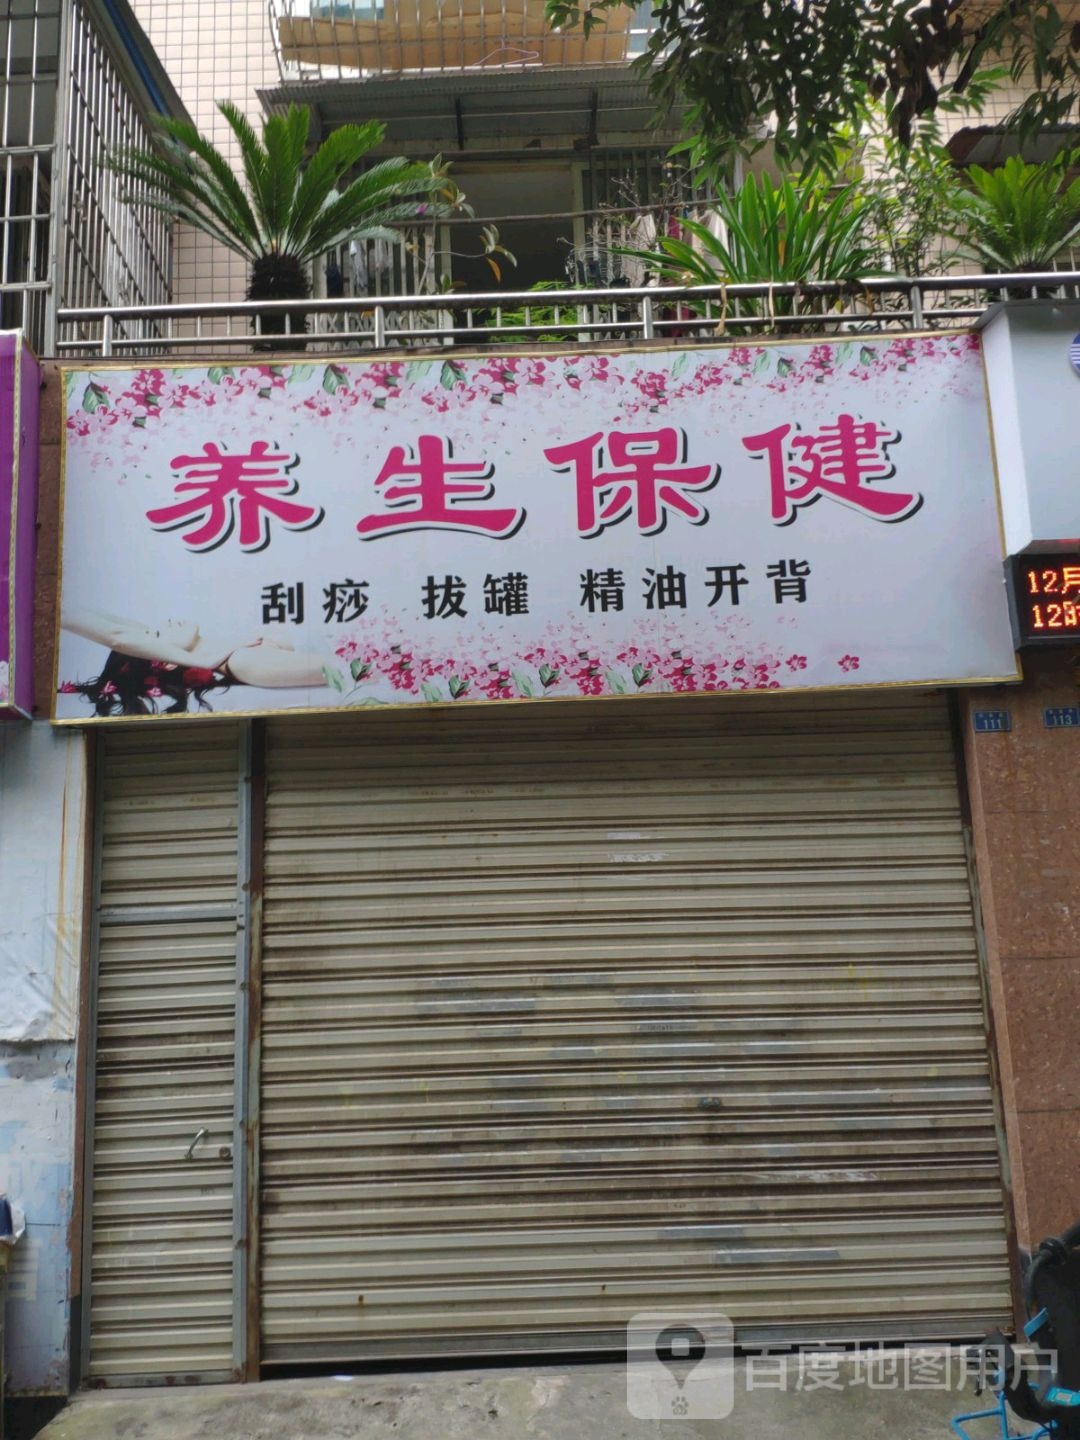 养生保健
刮痧 拔罐 精油开背
12月
12时
111
113
百度地图用户